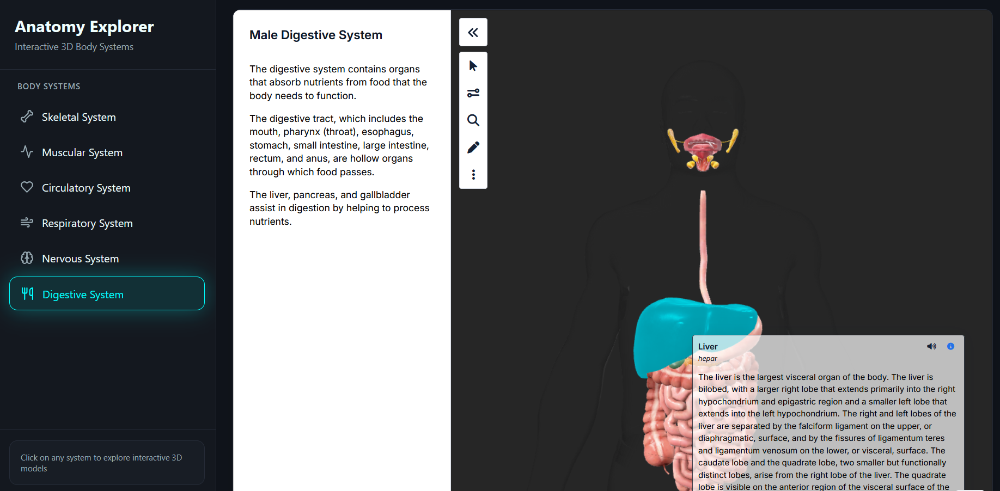 Anatomy Explorer
Interactive 3D Body Systems
BODY SYSTEMS
Skeletal System
Muscular System
Circulatory System
Respiratory System
Nervous System
Digestive System
Click on any system to explore interactive 3D
models
Male Digestive System
The digestive system contains organs
that absorb nutrients from food that the
body needs to function.
The digestive tract, which includes the
mouth, pharynx (throat), esophagus,
stomach, small intestine, large intestine,
rectum, and anus, are hollow organs
through which food passes.
The liver, pancreas, and gallbladder
assist in digestion by helping to process
nutrients.
Liver
hepar
The liver is the largest visceral organ of the body. The liver is
bilobed, with a larger right lobe that extends primarily into the right
hypochondrium and epigastric region and a smaller left lobe that
extends into the left hypochondrium. The right and left lobes of the
liver are separated by the falciform ligament on the upper, or
diaphragmatic, surface, and by the fissures of ligamentum teres
and ligamentum venosum on the lower, or visceral, surface. The
caudate lobe and the quadrate lobe, two smaller but functionally
distinct lobes, arise from the right lobe of the liver. The quadrate
lobe is visible on the anterior region of the visceral surface of the